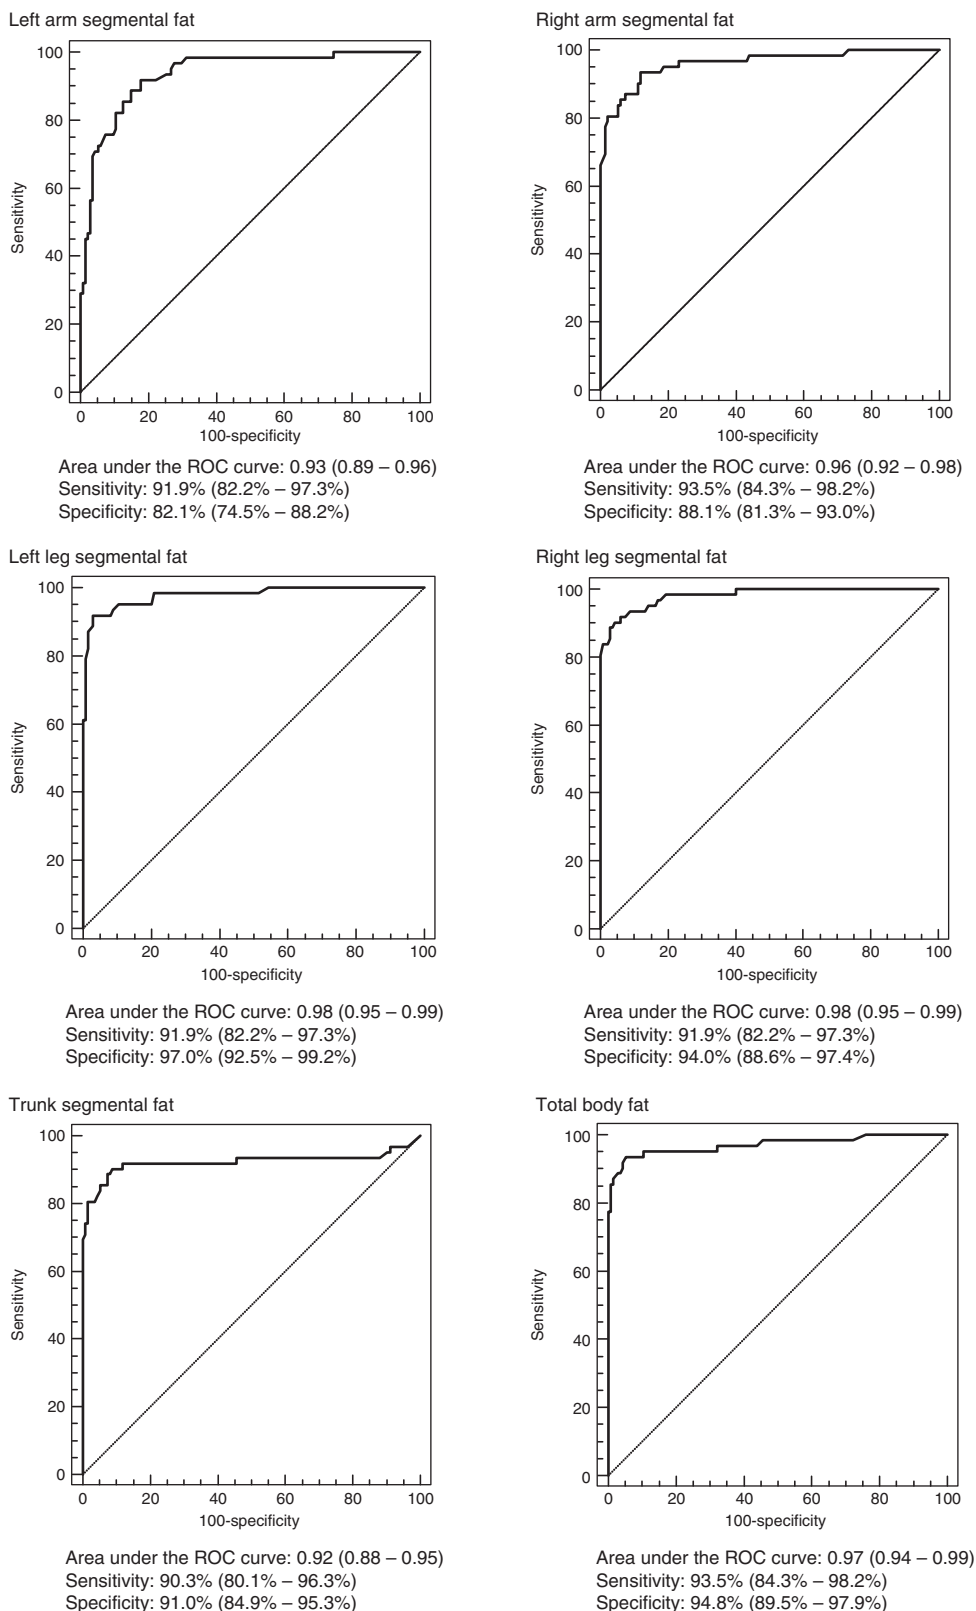 Left arm segmental fat
100
80
60
40
20
0
Sensitivity
0 20 40 60 80 100
100-specificity
Area under the ROC curve: 0.93 (0.89 – 0.96)
Sensitivity: 91.9% (82.2% – 97.3%)
Specificity: 82.1% (74.5% – 88.2%)
Right arm segmental fat
100
80
60
40
20
0
Sensitivity
0 20 40 60 80 100
100-specificity
Area under the ROC curve: 0.96 (0.92 – 0.98)
Sensitivity: 93.5% (84.3% – 98.2%)
Specificity: 88.1% (81.3% – 93.0%)
Left leg segmental fat
100
80
60
40
20
0
Sensitivity
0 20 40 60 80 100
100-specificity
Area under the ROC curve: 0.98 (0.95 – 0.99)
Sensitivity: 91.9% (82.2% – 97.3%)
Specificity: 97.0% (92.5% – 99.2%)
Right leg segmental fat
100
80
60
40
20
0
Sensitivity
0 20 40 60 80 100
100-specificity
Area under the ROC curve: 0.98 (0.95 – 0.99)
Sensitivity: 91.9% (82.2% – 97.3%)
Specificity: 94.0% (88.6% – 97.4%)
Trunk segmental fat
100
80
60
40
20
0
Sensitivity
0 20 40 60 80 100
100-specificity
Area under the ROC curve: 0.92 (0.88 – 0.95)
Sensitivity: 90.3% (80.1% – 96.3%)
Specificity: 91.0% (84.9% – 95.3%)
Total body fat
100
80
60
40
20
0
Sensitivity
0 20 40 60 80 100
100-specificity
Area under the ROC curve: 0.97 (0.94 – 0.99)
Sensitivity: 93.5% (84.3% – 98.2%)
Specificity: 94.8% (89.5% – 97.9%)